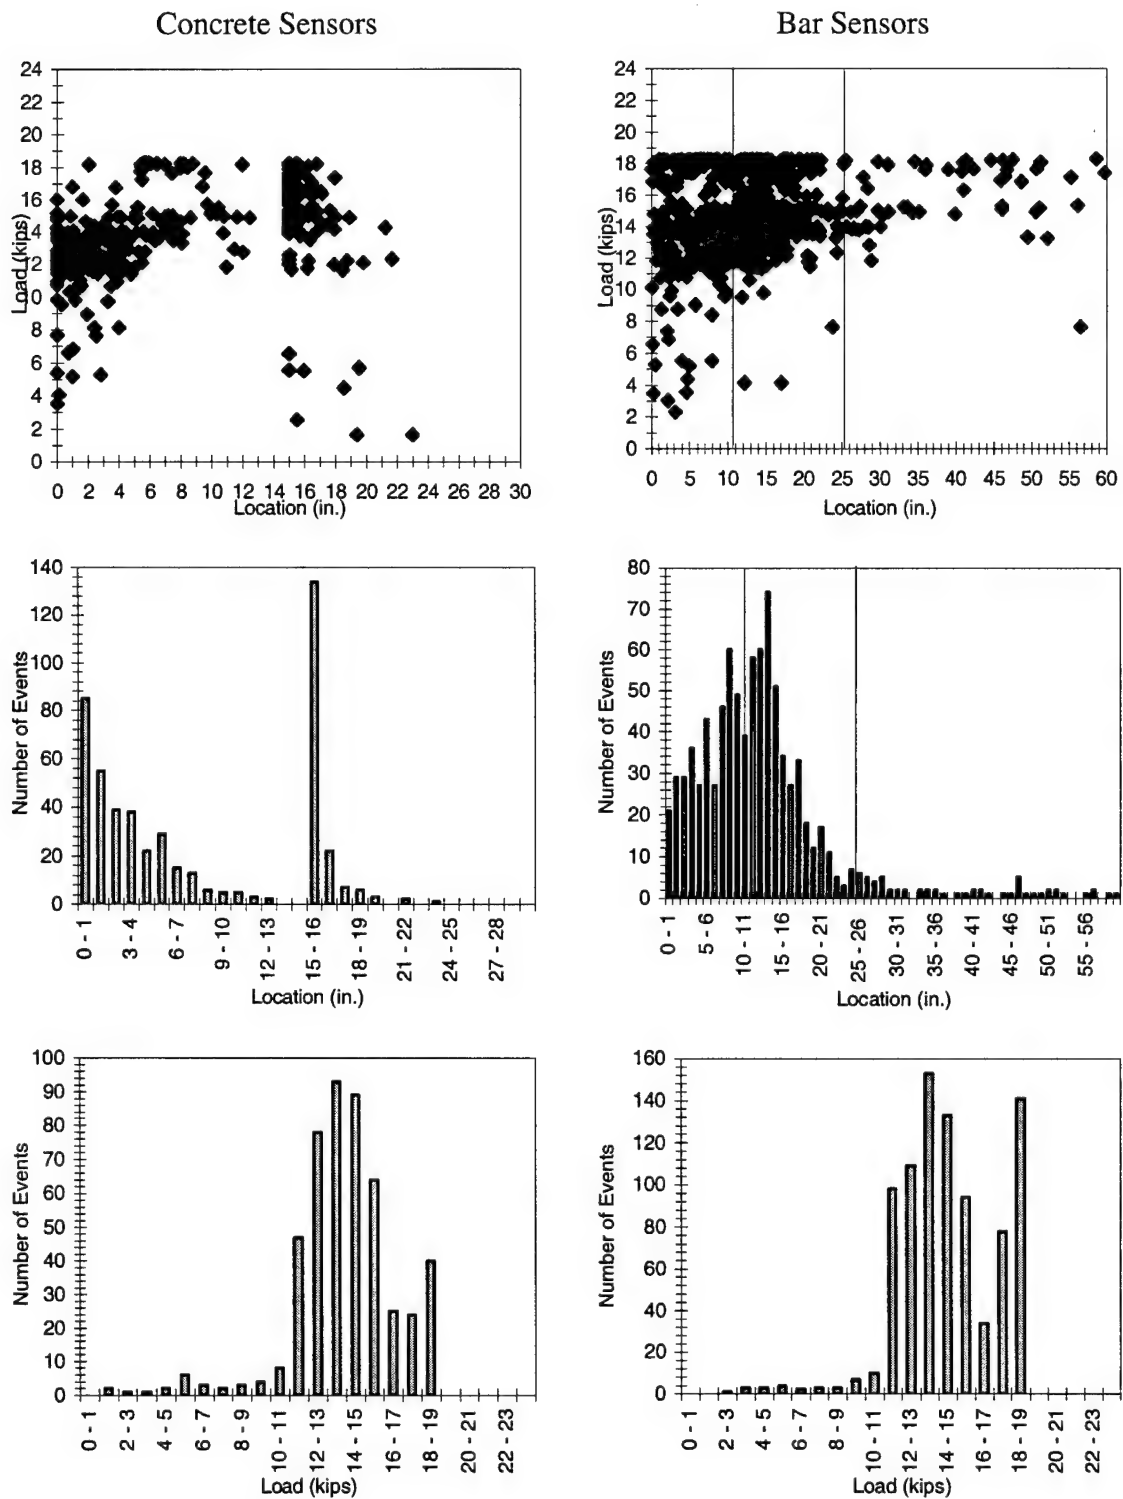 Concrete Sensors
Bar Sensors
24
22
20
18
16
14
12
10
8
6
4
2
0
Load (kips)
0 2 4 6 8 10 12 14 16 18 20 22 24 26 28 30
Location (in.)
24
22
20
18
16
14
12
10
8
6
4
2
0
Load (kips)
0 5 10 15 20 25 30 35 40 45 50 55 60
Location (in.)
140
120
100
80
60
40
20
0
Number of Events
0 - 1
3 - 4
6 - 7
9 - 10
12 - 13
15 - 16
18 - 19
21 - 22
24 - 25
27 - 28
Location (in.)
80
70
60
50
40
30
20
10
0
Number of Events
0 - 1
5 - 6
10 - 11
15 - 16
20 - 21
25 - 26
30 - 31
35 - 36
40 - 41
45 - 46
50 - 51
55 - 56
Location (in.)
100
90
80
70
60
50
40
30
20
10
0
Number of Events
0 - 1
2 - 3
4 - 5
6 - 7
8 - 9
10 - 11
12 - 13
14 - 15
16 - 17
18 - 19
20 - 21
22 - 23
Load (kips)
160
140
120
100
80
60
40
20
0
Number of Events
0 - 1
2 - 3
4 - 5
6 - 7
8 - 9
10 - 11
12 - 13
14 - 15
16 - 17
18 - 19
20 - 21
22 - 23
Load (kips)